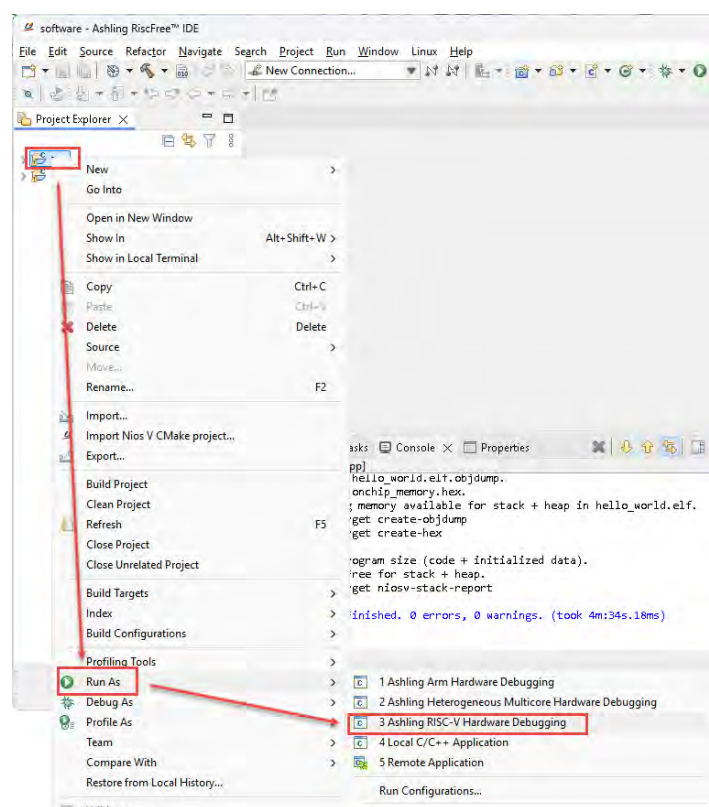 software - Ashling RiscFree™ IDE
File Edit Source Refactor Navigate Search Project Run Window Linux Help
New Connection...
Project Explorer
New
Go Into
Open in New Window
Show In Alt+Shift+W >
Show in Local Terminal
Copy Ctrl+C
Paste Ctrl+V
Delete Delete
Source
Move...
Rename... F2
Import...
Import Nios V CMake project...
Export...
Build Project
Clean Project
Refresh F5
Close Project
Close Unrelated Project
Build Targets
Index
Build Configurations
Profiling Tools
Run As
Debug As
Profile As
Team
Compare With
Restore from Local History...
asks Console Properties
pp]
hello_world.elf.objdump.
onchip_memory.hex.
g memory available for stack + heap in hello_world.elf.
rget create-objdump
rget create-hex
rogram size (code + initialized data).
ree for stack + heap.
rget niosv-stack-report
inished. 0 errors, 0 warnings. (took 4m:34s.18ms)
1 Ashling Arm Hardware Debugging
2 Ashling Heterogeneous Multicore Hardware Debugging
3 Ashling RISC-V Hardware Debugging
4 Local C/C++ Application
5 Remote Application
Run Configurations...